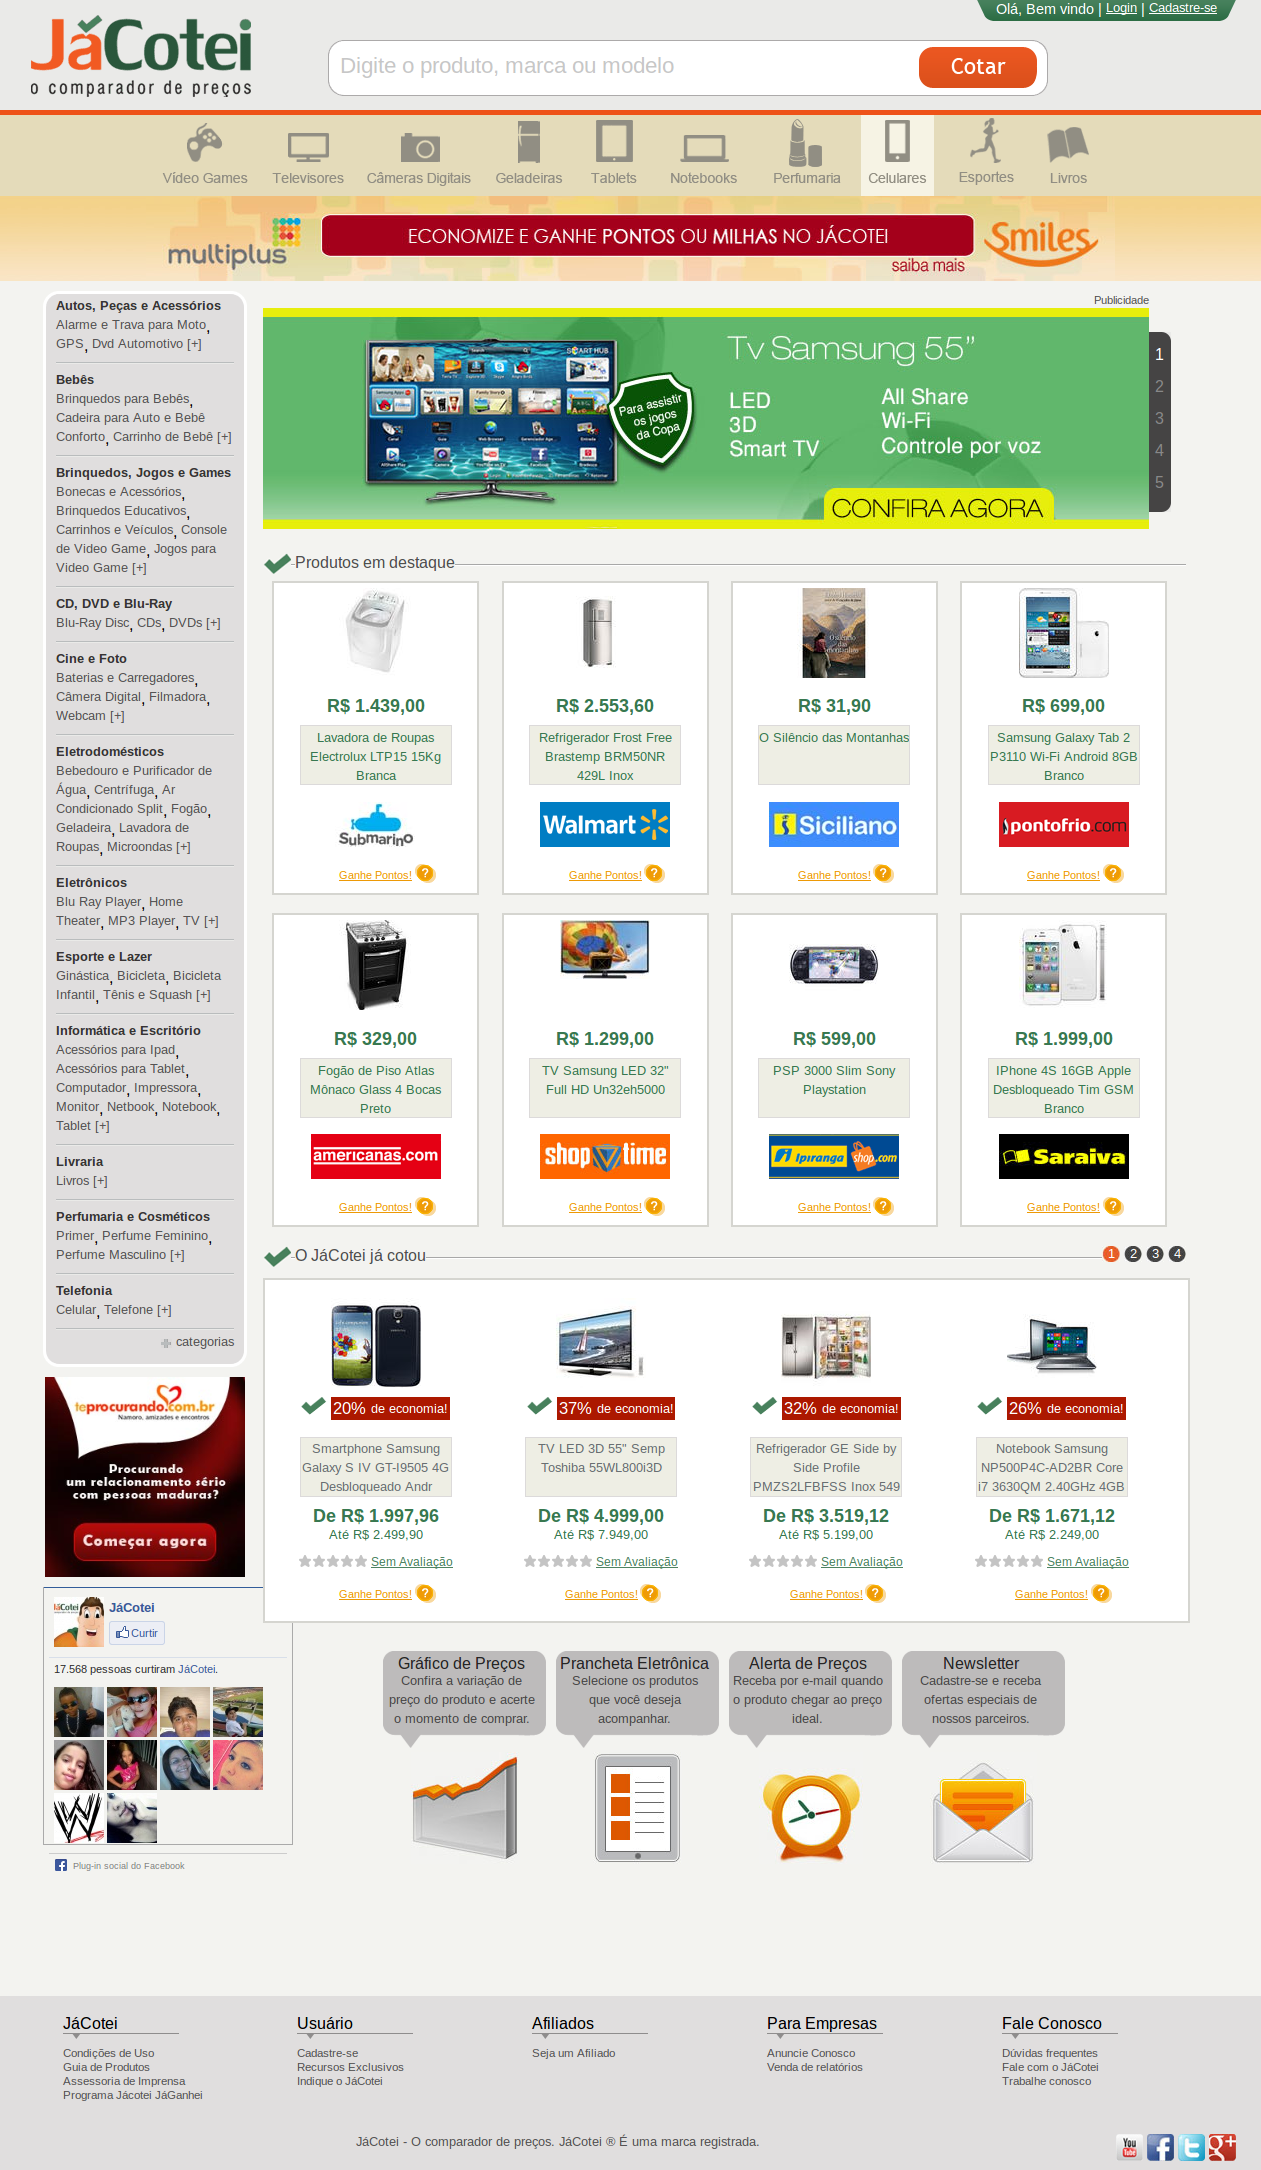 Olá, Bem vindo | Login | Cadastre-se
JáCotei
o comparador de preços
Digite o produto, marca ou modelo
Cotar
Video Games
Televisores
Câmeras Digitais
Geladeiras
Tablets
Notebooks
Perfumaria
Celulares
Esportes
Livros
multiplus
ECONOMIZE E GANHE PONTOS OU MILHAS NO JÁCOTEI
saiba mais
Smiles
Autos, Peças e Acessórios
Alarme e Trava para Moto,
GPS, Dvd Automotivo [+]
Bebês
Brinquedos para Bebês,
Cadeira para Auto e Bebê
Conforto, Carrinho de Bebê [+]
Brinquedos, Jogos e Games
Bonecas e Acessórios,
Brinquedos Educativos,
Carrinhos e Veículos, Console
de Video Game, Jogos para
Video Game [+]
CD, DVD e Blu-Ray
Blu-Ray Disc, CDs, DVDs [+]
Cine e Foto
Baterias e Carregadores,
Câmera Digital, Filmadora,
Webcam [+]
Eletrodomésticos
Bebedouro e Purificador de
Água, Centrífuga, Ar
Condicionado Split, Fogão,
Geladeira, Lavadora de
Roupas, Microondas [+]
Eletrônicos
Blu Ray Player, Home
Theater, MP3 Player, TV [+]
Esporte e Lazer
Ginástica, Bicicleta, Bicicleta
Infantil, Tênis e Squash [+]
Informática e Escritório
Acessórios para Ipad,
Acessórios para Tablet,
Computador, Impressora,
Monitor, Netbook, Notebook,
Tablet [+]
Livraria
Livros [+]
Perfumaria e Cosméticos
Primer, Perfume Feminino,
Perfume Masculino [+]
Telefonia
Celular, Telefone [+]
categorias
teprocurando.com.br
Namoro, amizades e encontros.
Procurando
um relacionamento sério
com pessoas maduras?
Começar agora
JáCotei
Curtir
17.568 pessoas curtiram JáCotei.
Plug-in social do Facebook
Publicidade
SMART HUB
Para assistir
os jogos
da Copa
Tv Samsung 55”
LED
3D
Smart TV
All Share
Wi-Fi
Controle por voz
CONFIRA AGORA
1
2
3
4
5
Produtos em destaque
R$ 1.439,00
Lavadora de Roupas
Electrolux LTP15 15Kg
Branca
Submarino
Ganhe Pontos! ?
R$ 2.553,60
Refrigerador Frost Free
Brastemp BRM50NR
429L Inox
Walmart
Ganhe Pontos! ?
O silêncio
das
montanhas
R$ 31,90
O Silêncio das Montanhas
Siciliano
Ganhe Pontos! ?
R$ 699,00
Samsung Galaxy Tab 2
P3110 Wi-Fi Android 8GB
Branco
pontofrio.com
Ganhe Pontos! ?
R$ 329,00
Fogão de Piso Atlas
Mônaco Glass 4 Bocas
Preto
americanas.com
Ganhe Pontos! ?
R$ 1.299,00
TV Samsung LED 32"
Full HD Un32eh5000
shoptime
Ganhe Pontos! ?
R$ 599,00
PSP 3000 Slim Sony
Playstation
Ipiranga shop.com
Ganhe Pontos! ?
R$ 1.999,00
IPhone 4S 16GB Apple
Desbloqueado Tim GSM
Branco
Saraiva
Ganhe Pontos! ?
O JáCotei já cotou
1 2 3 4
20% de economia!
Smartphone Samsung
Galaxy S IV GT-I9505 4G
Desbloqueado Andr
De R$ 1.997,96
Até R$ 2.499,90
Sem Avaliação
Ganhe Pontos! ?
37% de economia!
TV LED 3D 55" Semp
Toshiba 55WL800i3D
De R$ 4.999,00
Até R$ 7.949,00
Sem Avaliação
Ganhe Pontos! ?
32% de economia!
Refrigerador GE Side by
Side Profile
PMZS2LFBFSS Inox 549
De R$ 3.519,12
Até R$ 5.199,00
Sem Avaliação
Ganhe Pontos! ?
26% de economia!
Notebook Samsung
NP500P4C-AD2BR Core
i7 3630QM 2.40GHz 4GB
De R$ 1.671,12
Até R$ 2.249,00
Sem Avaliação
Ganhe Pontos! ?
Gráfico de Preços
Confira a variação de
preço do produto e acerte
o momento de comprar.
Prancheta Eletrônica
Selecione os produtos
que você deseja
acompanhar.
Alerta de Preços
Receba por e-mail quando
o produto chegar ao preço
ideal.
Newsletter
Cadastre-se e receba
ofertas especiais de
nossos parceiros.
JáCotei
Condições de Uso
Guia de Produtos
Assessoria de Imprensa
Programa Jácotei JáGanhei
Usuário
Cadastre-se
Recursos Exclusivos
Indique o JáCotei
Afiliados
Seja um Afiliado
Para Empresas
Anuncie Conosco
Venda de relatórios
Fale Conosco
Dúvidas frequentes
Fale com o JáCotei
Trabalhe conosco
JáCotei - O comparador de preços. JáCotei ® É uma marca registrada.
You Tube